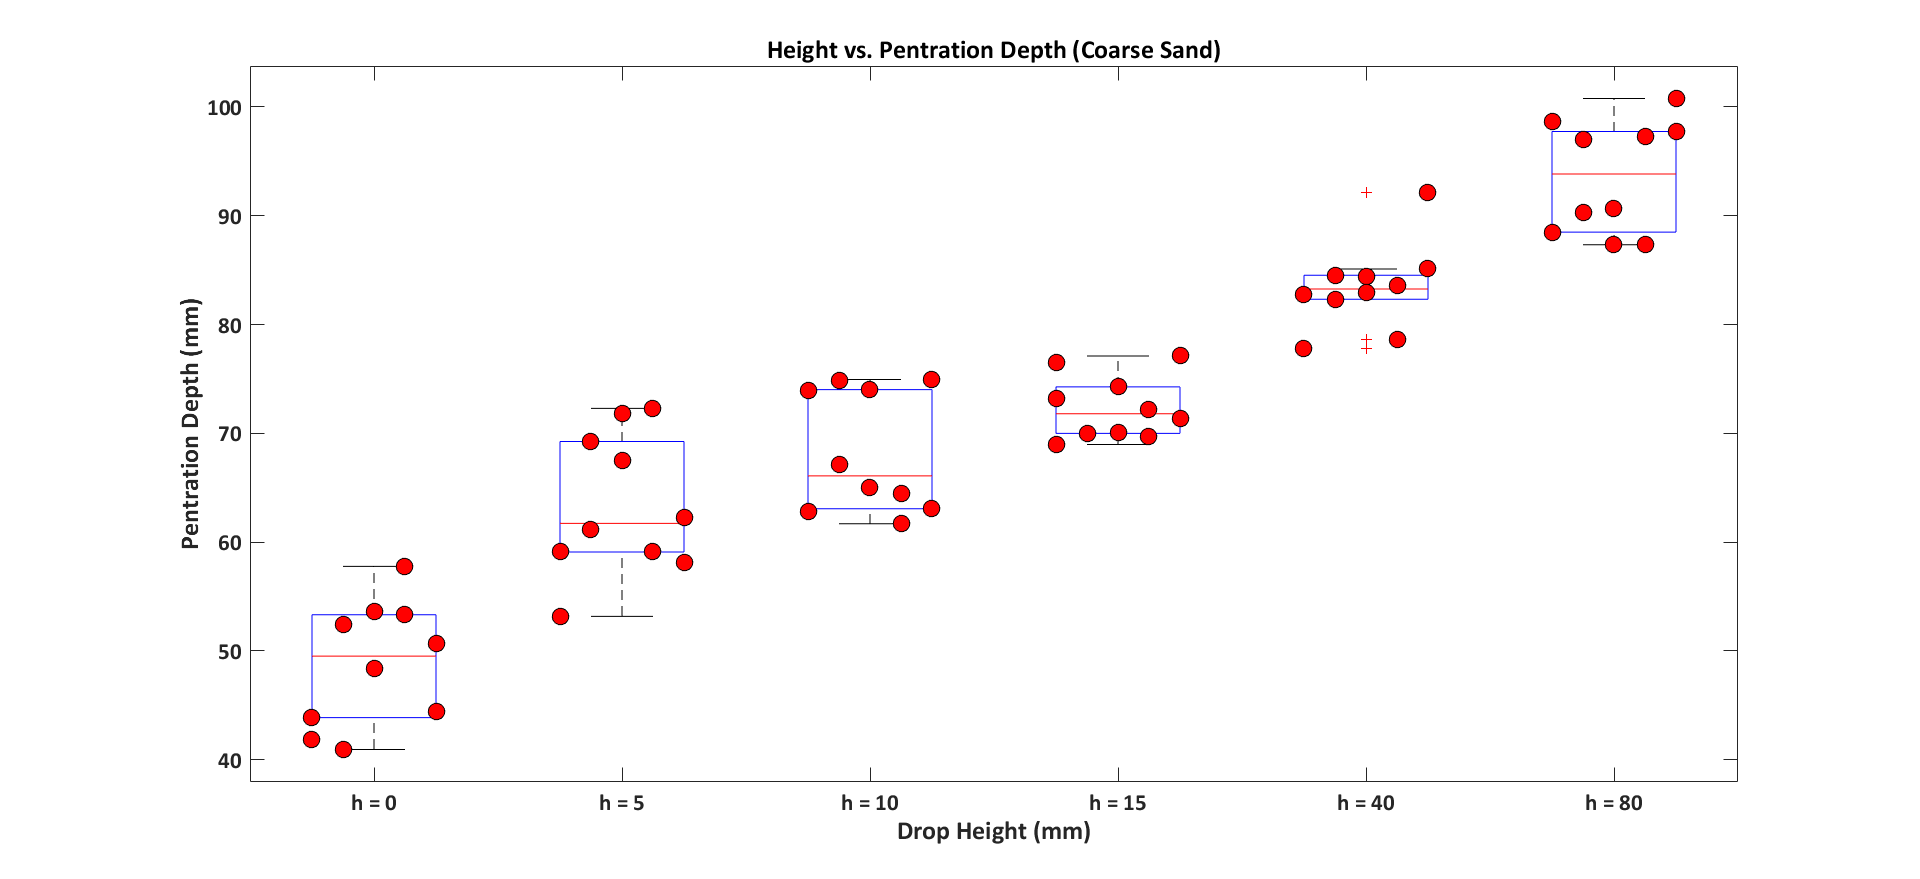 Height vs. Pentration Depth (Coarse Sand)
Pentration Depth (mm)
100
90
80
70
60
50
40
h = 0 h = 5 h = 10 h = 15 h = 40 h = 80
Drop Height (mm)